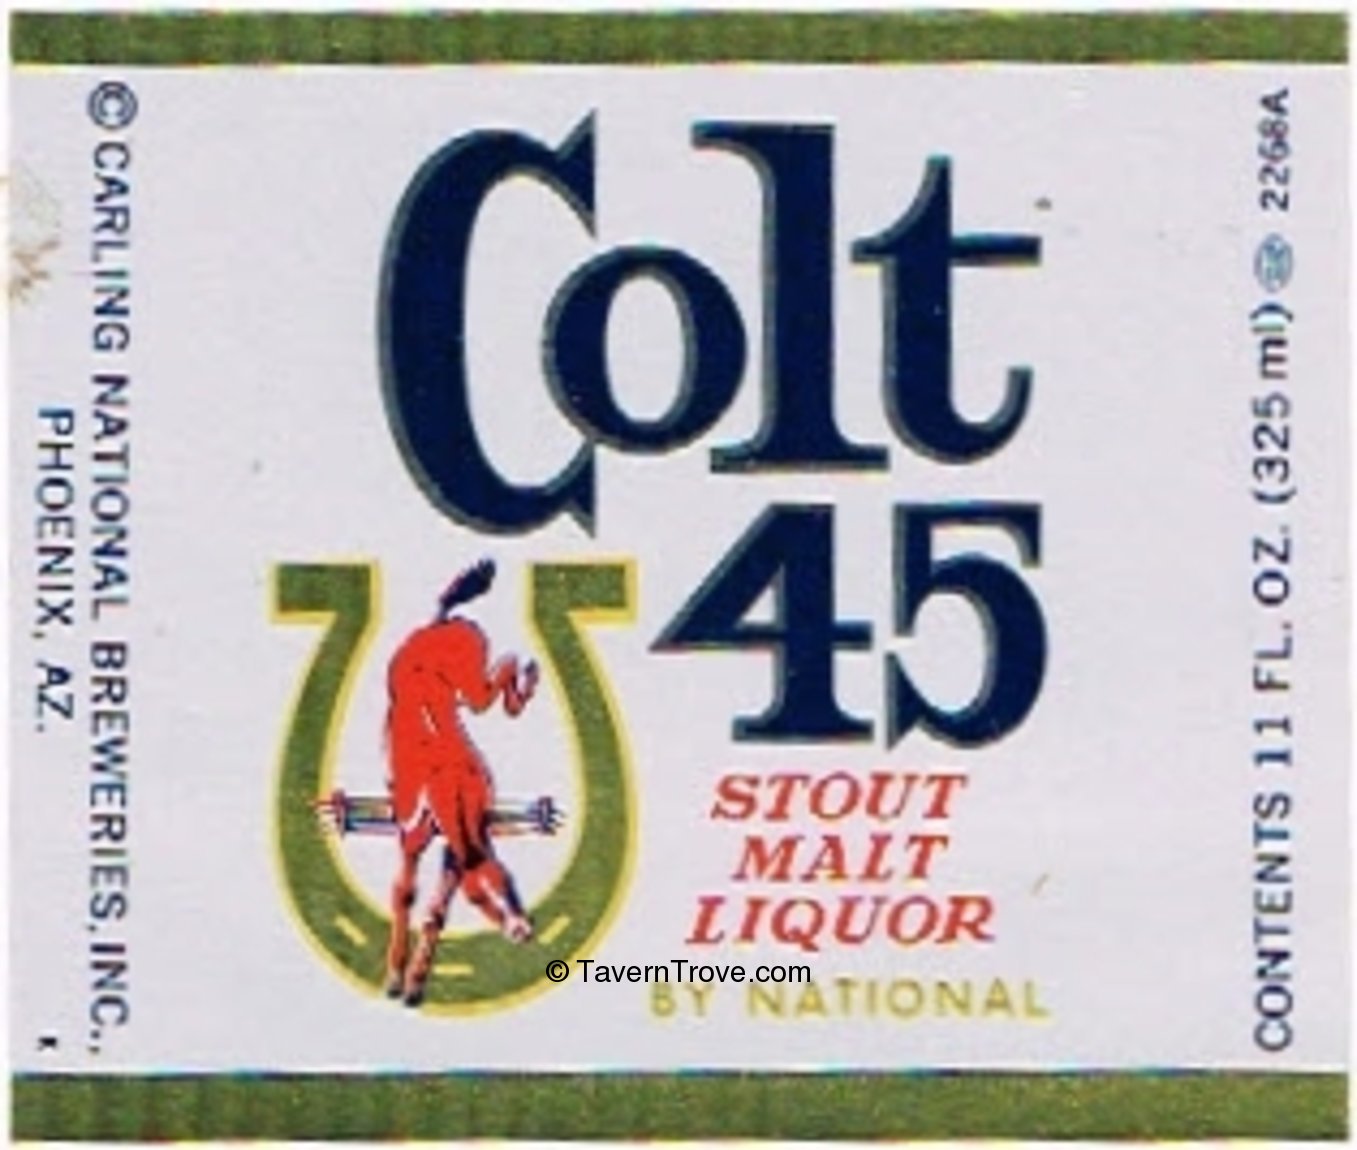 © CARLING NATIONAL BREWERIES, INC.,
PHOENIX, AZ.
K
Colt
45
STOUT
MALT
LIQUOR
BY NATIONAL
© TavernTrove.com
CONTENTS 11 FL. OZ. (325 ml) 2268A